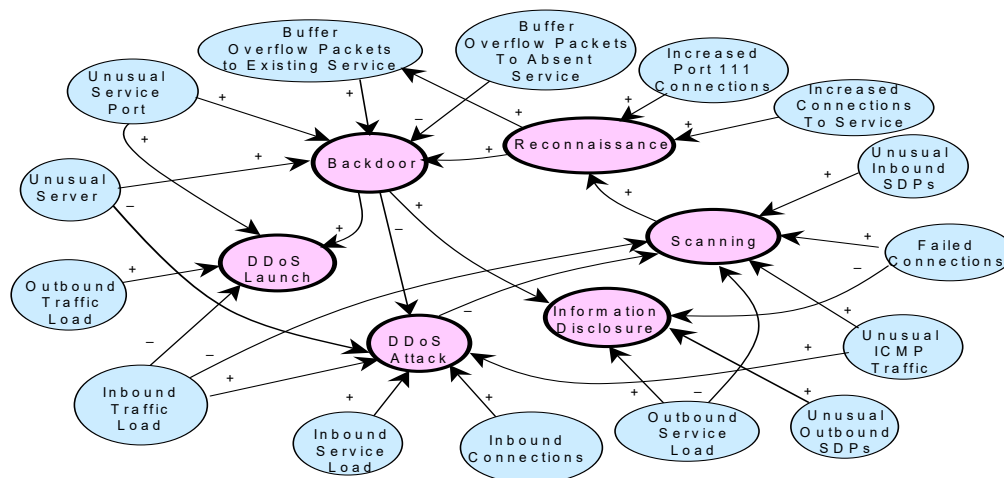 Buffer
Overflow Packets
to Existing Service
Buffer
Overflow Packets
To Absent
Service
Increased
Port 111
Connections
Increased
Connections
To Service
Unusual
Service
Port
Unusual
Server
Outbound
Traffic
Load
Inbound
Traffic
Load
Backdoor
Reconnaissance
Unusual
Inbound
SDPs
Scanning
Failed
Connections
DDoS
Launch
Information
Disclosure
DDoS
Attack
Unusual
ICMP
Traffic
Inbound
Service
Load
Inbound
Connections
Outbound
Service
Load
Unusual
Outbound
SDPs
+
+
+
+
–
+
+
+
+
+
–
+
+
–
+
+
+
–
–
–
+
–
+
+
+
+
+
–
+